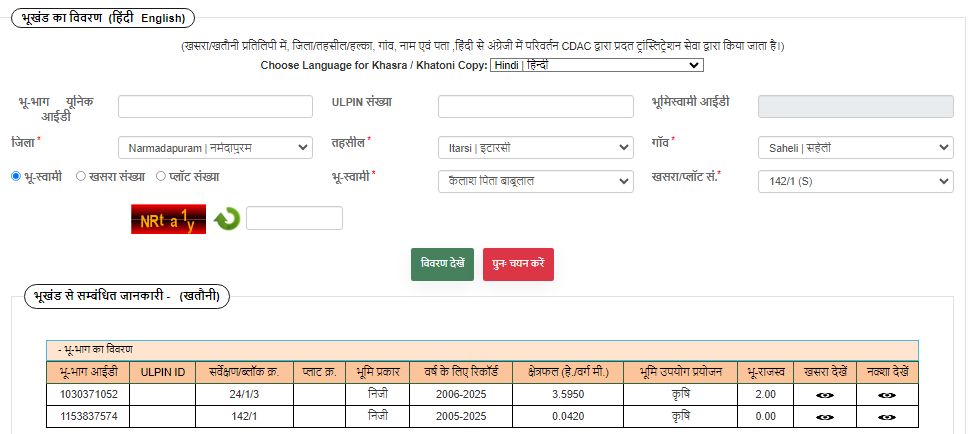 भूखंड का विवरण (हिंदी English)
(खसरा/खतौनी प्रतिलिपी में, जिला/तहसील/हल्का, गांव, नाम एवं पता ,हिंदी से अंग्रेजी में परिवर्तन CDAC द्वारा प्रदत ट्रांस्लिट्रेशन सेवा द्वारा किया जाता है।)
Choose Language for Khasra / Khatoni Copy: Hindi | हिन्दी
भू-भाग यूनिक आईडी ULPIN संख्या भूमिस्वामी आईडी
जिला * Narmadapuram | नर्मदापुरम तहसील * Itarsi | इटारसी गाँव * Saheli | सहेली
भू-स्वामी खसरा संख्या प्लॉट संख्या भू-स्वामी * कैलाश पिता बाबूलाल खसरा/प्लॉट सं.* 142/1 (S)
NRt a 1 y
विवरण देखें पुनः चयन करें
भूखंड से सम्बंधित जानकारी - (खतौनी)
- भू-भाग का विवरण
भू-भाग आईडी ULPIN ID सर्वेक्षण/ब्लॉक क्र. प्लाट क्र. भूमि प्रकार वर्ष के लिए रिकॉर्ड क्षेत्रफल (हे./वर्ग मी.) भूमि उपयोग प्रयोजन भू-राजस्व खसरा देखें नक्शा देखें
1030371052 24/1/3 निजी 2006-2025 3.5950 कृषि 2.00
1153837574 142/1 निजी 2005-2025 0.0420 कृषि 0.00